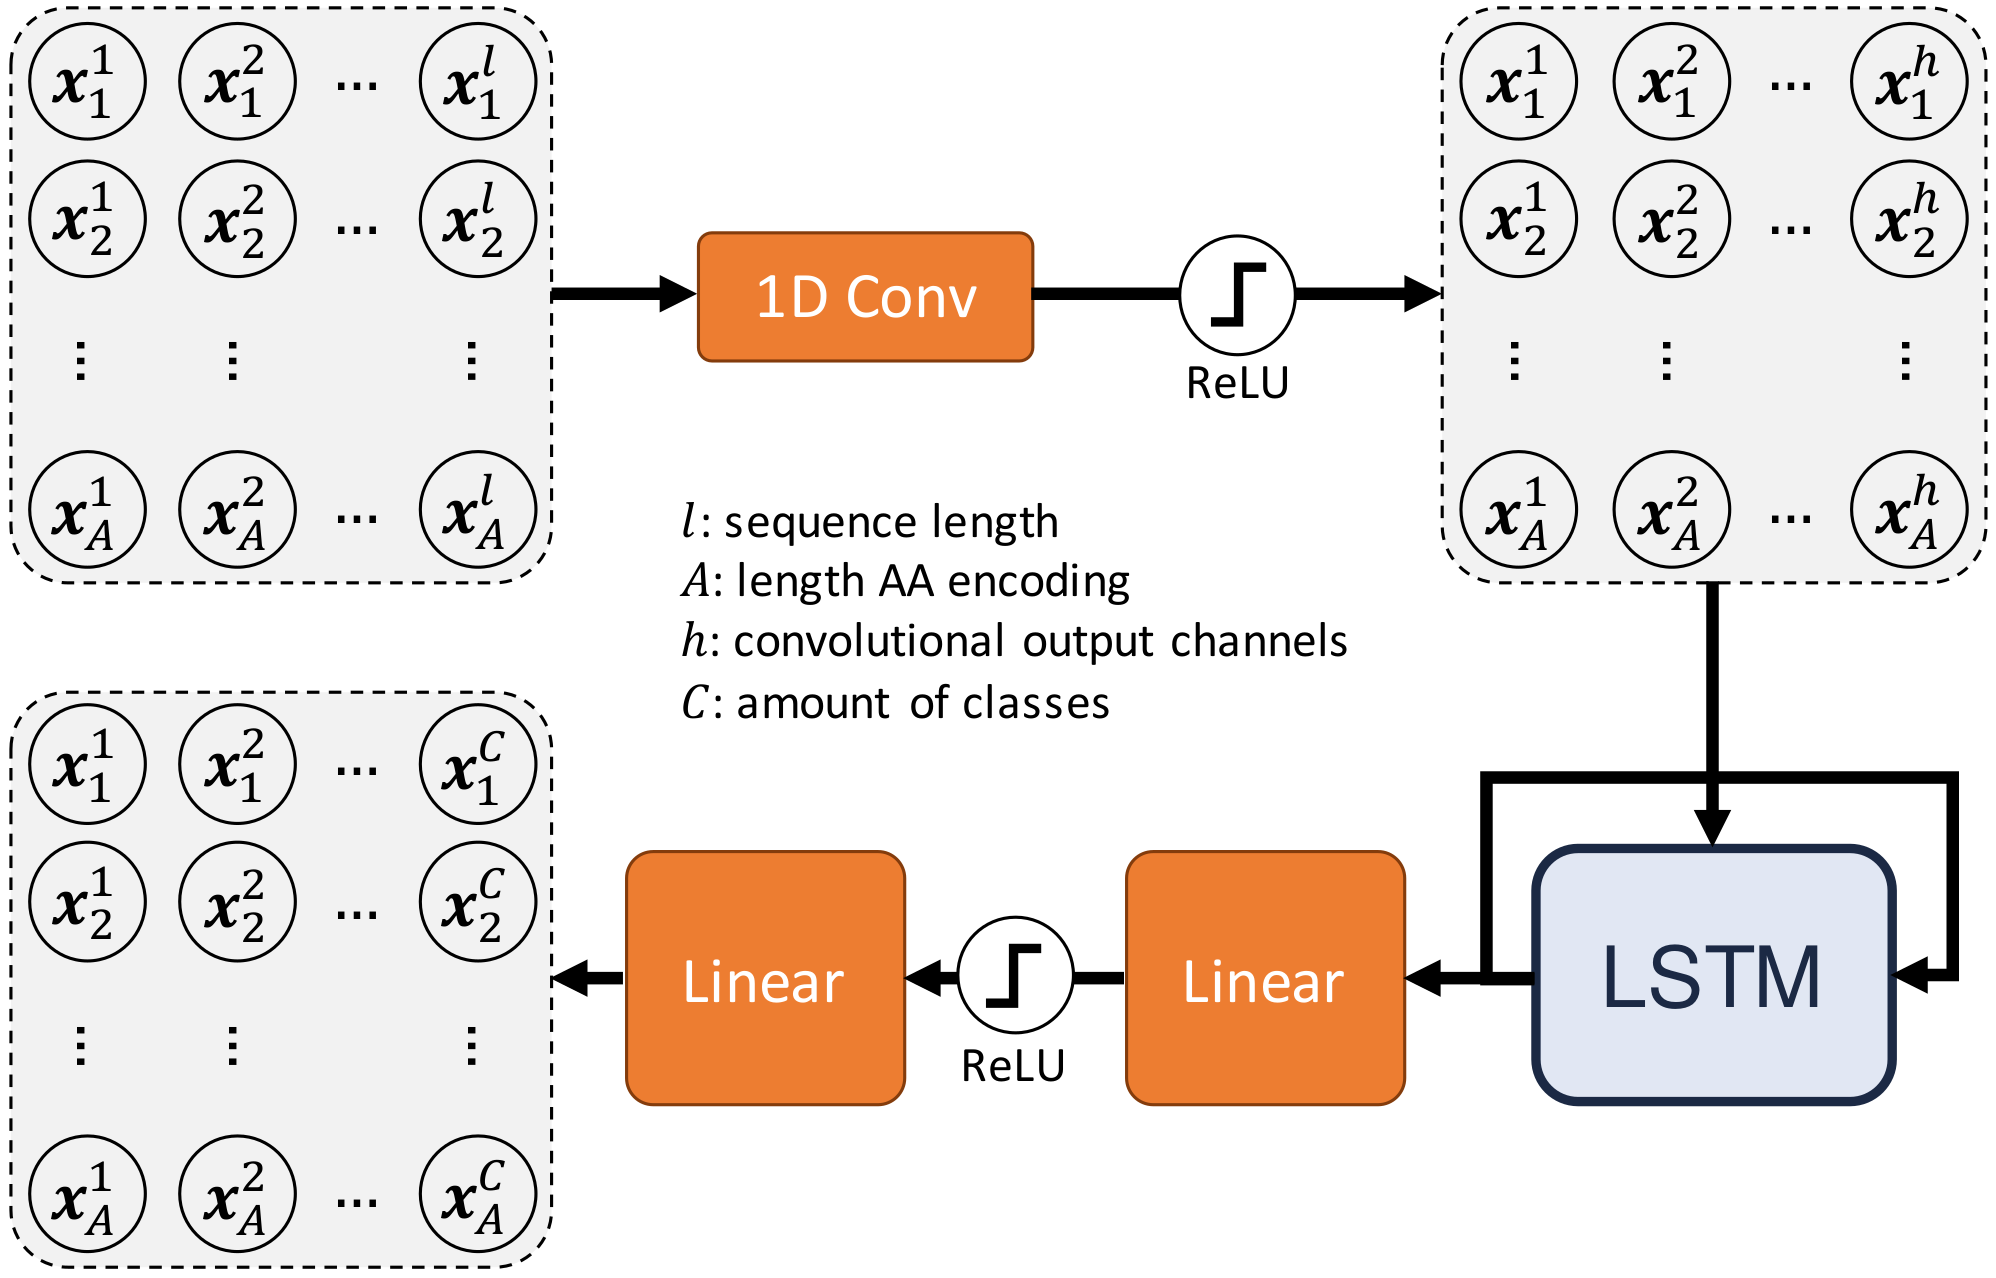 x_1^1 x_1^2 ... x_1^l
x_2^1 x_2^2 ... x_2^l
⋮ ⋮ ⋮
x_A^1 x_A^2 ... x_A^l
1D Conv
ReLU
x_1^1 x_1^2 ... x_1^h
x_2^1 x_2^2 ... x_2^h
⋮ ⋮ ⋮
x_A^1 x_A^2 ... x_A^h
l: sequence length
A: length AA encoding
h: convolutional output channels
C: amount of classes
LSTM
Linear
ReLU
Linear
x_1^1 x_1^2 ... x_1^C
x_2^1 x_2^2 ... x_2^C
⋮ ⋮ ⋮
x_A^1 x_A^2 ... x_A^C